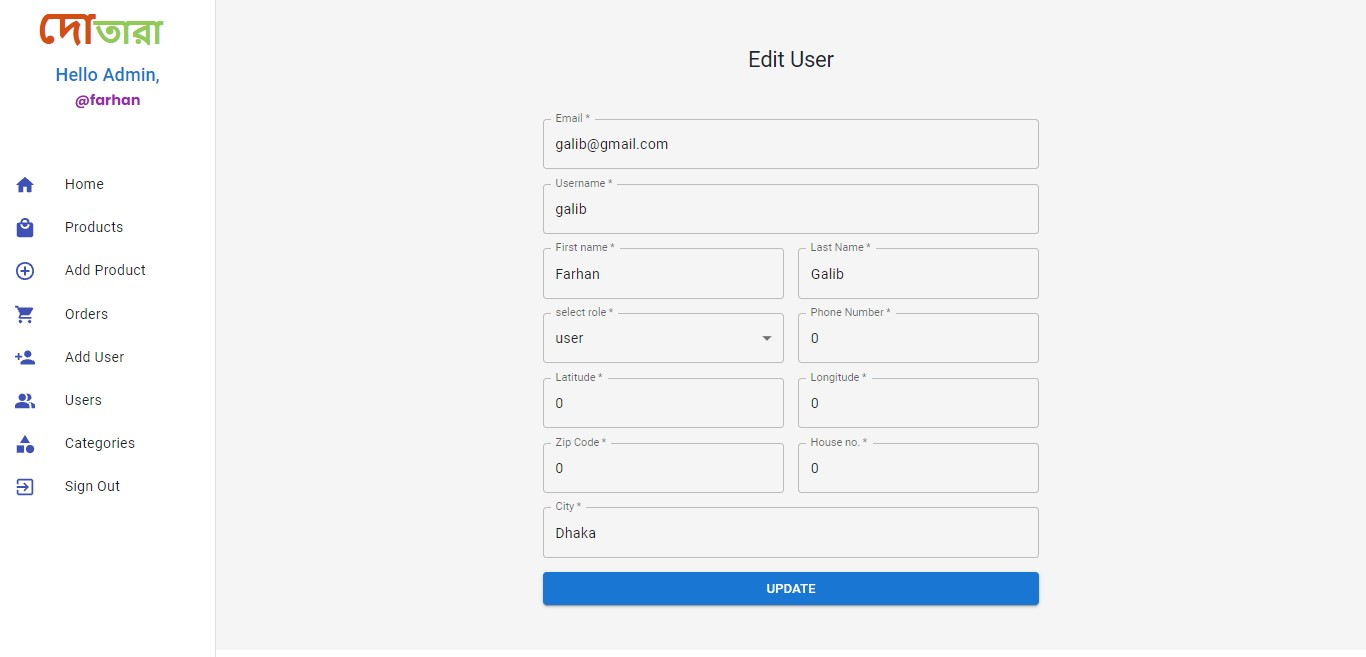 দোতারা
Hello Admin,
@farhan
Home
Products
Add Product
Orders
Add User
Users
Categories
Sign Out
Edit User
Email *
galib@gmail.com
Username *
galib
First name *
Farhan
Last Name *
Galib
select role *
user
Phone Number *
0
Latitude *
0
Longitude *
0
Zip Code *
0
House no. *
0
City *
Dhaka
UPDATE